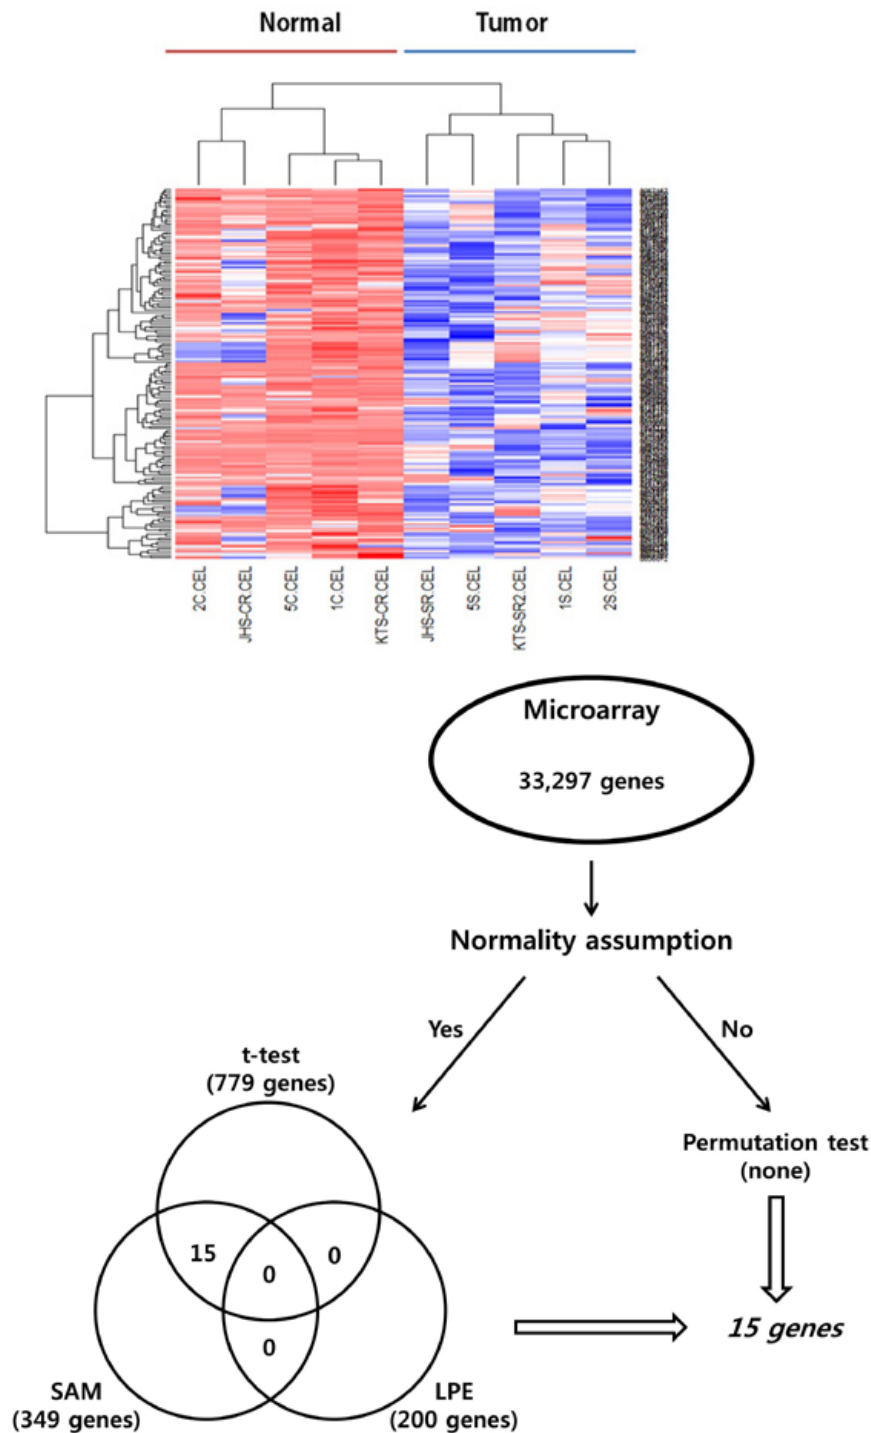 Normal
Tumor
2C.CEL
JHS-CR.CEL
5C.CEL
1C.CEL
KTS-CR.CEL
JHS-SR.CEL
5S.CEL
KTS-SR2.CEL
1S.CEL
2S.CEL
Microarray
33,297 genes
Normality assumption
Yes
No
t-test
(779 genes)
Permutation test
(none)
15
0
0
0
15 genes
SAM
(349 genes)
LPE
(200 genes)